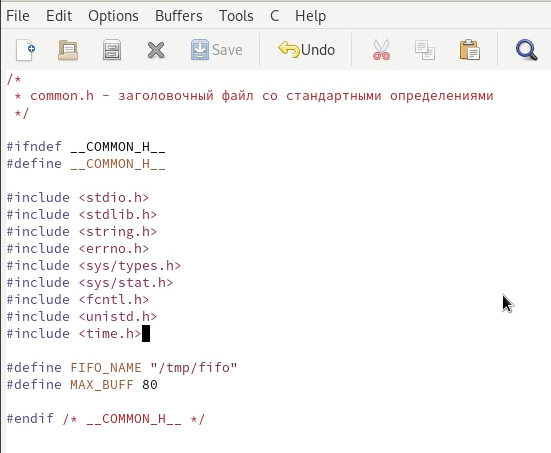 File Edit Options Buffers Tools C Help
Save Undo
/*
 * common.h - заголовочный файл со стандартными определениями
 */
#ifndef __COMMON_H__
#define __COMMON_H__
#include <stdio.h>
#include <stdlib.h>
#include <string.h>
#include <errno.h>
#include <sys/types.h>
#include <sys/stat.h>
#include <fcntl.h>
#include <unistd.h>
#include <time.h>
#define FIFO_NAME "/tmp/fifo"
#define MAX_BUFF 80
#endif /* __COMMON_H__ */